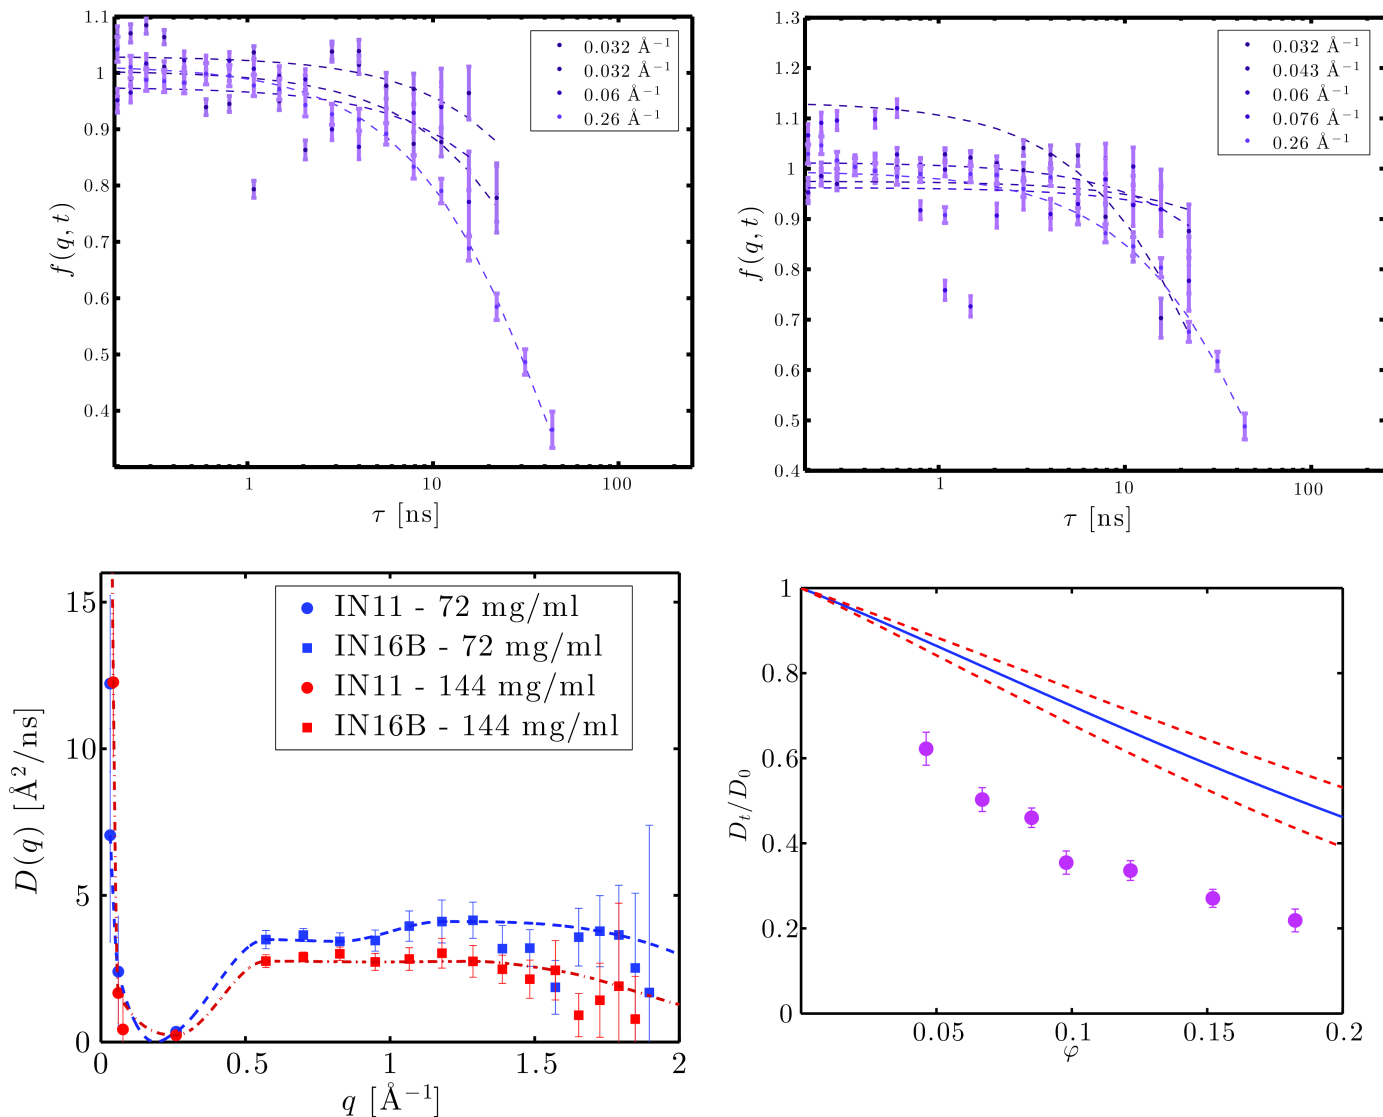 1.1
1
0.9
0.8
0.7
0.6
0.5
0.4
f(q, t)
1
10
100
τ [ns]
0.032 Å⁻¹
0.032 Å⁻¹
0.06 Å⁻¹
0.26 Å⁻¹
1.3
1.2
1.1
1
0.9
0.8
0.7
0.6
0.5
0.4
f(q, t)
1
10
100
τ [ns]
0.032 Å⁻¹
0.043 Å⁻¹
0.06 Å⁻¹
0.076 Å⁻¹
0.26 Å⁻¹
15
10
5
0
D(q) [Å²/ns]
0
0.5
1
1.5
2
q [Å⁻¹]
IN11 - 72 mg/ml
IN16B - 72 mg/ml
IN11 - 144 mg/ml
IN16B - 144 mg/ml
1
0.8
0.6
0.4
0.2
0
Dₜ/D₀
0.05
0.1
0.15
0.2
φ